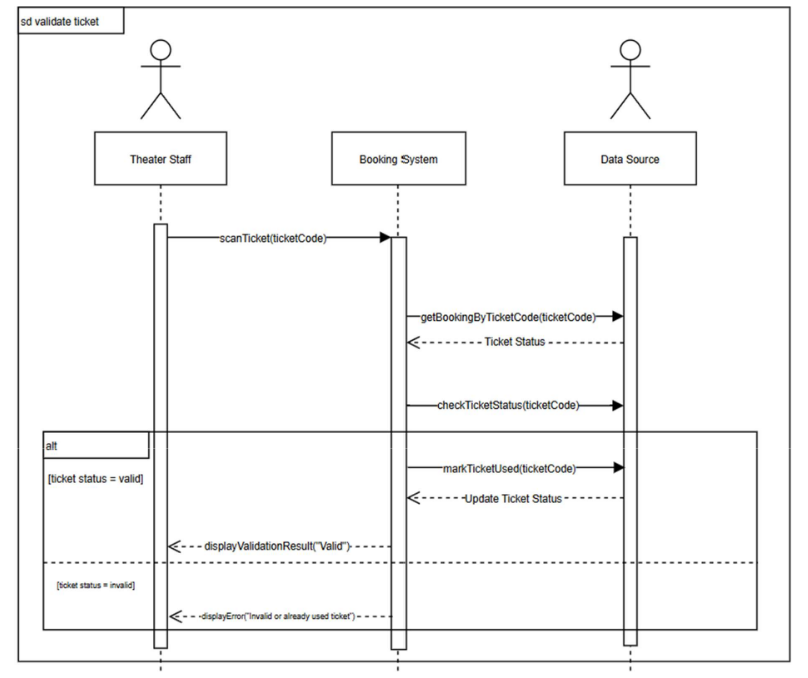 sd validate ticket
Theater Staff
Booking System
Data Source
scanTicket(ticketCode)
getBookingByTicketCode(ticketCode)
Ticket Status
checkTicketStatus(ticketCode)
alt
[ticket status = valid]
markTicketUsed(ticketCode)
Update Ticket Status
displayValidationResult("Valid")
[ticket status = invalid]
displayError("Invalid or already used ticket")